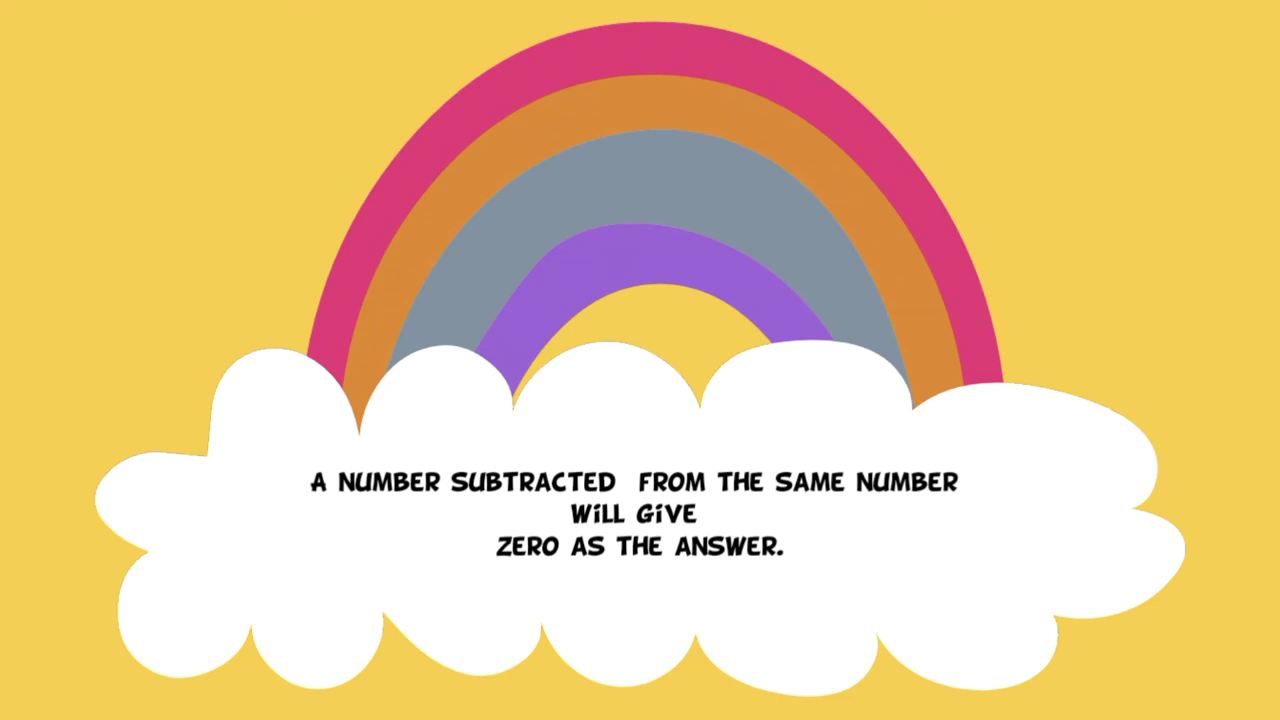 A NUMBER SUBTRACTED  FROM THE SAME NUMBER
WiLL GiVE
ZERO AS THE ANSWER.